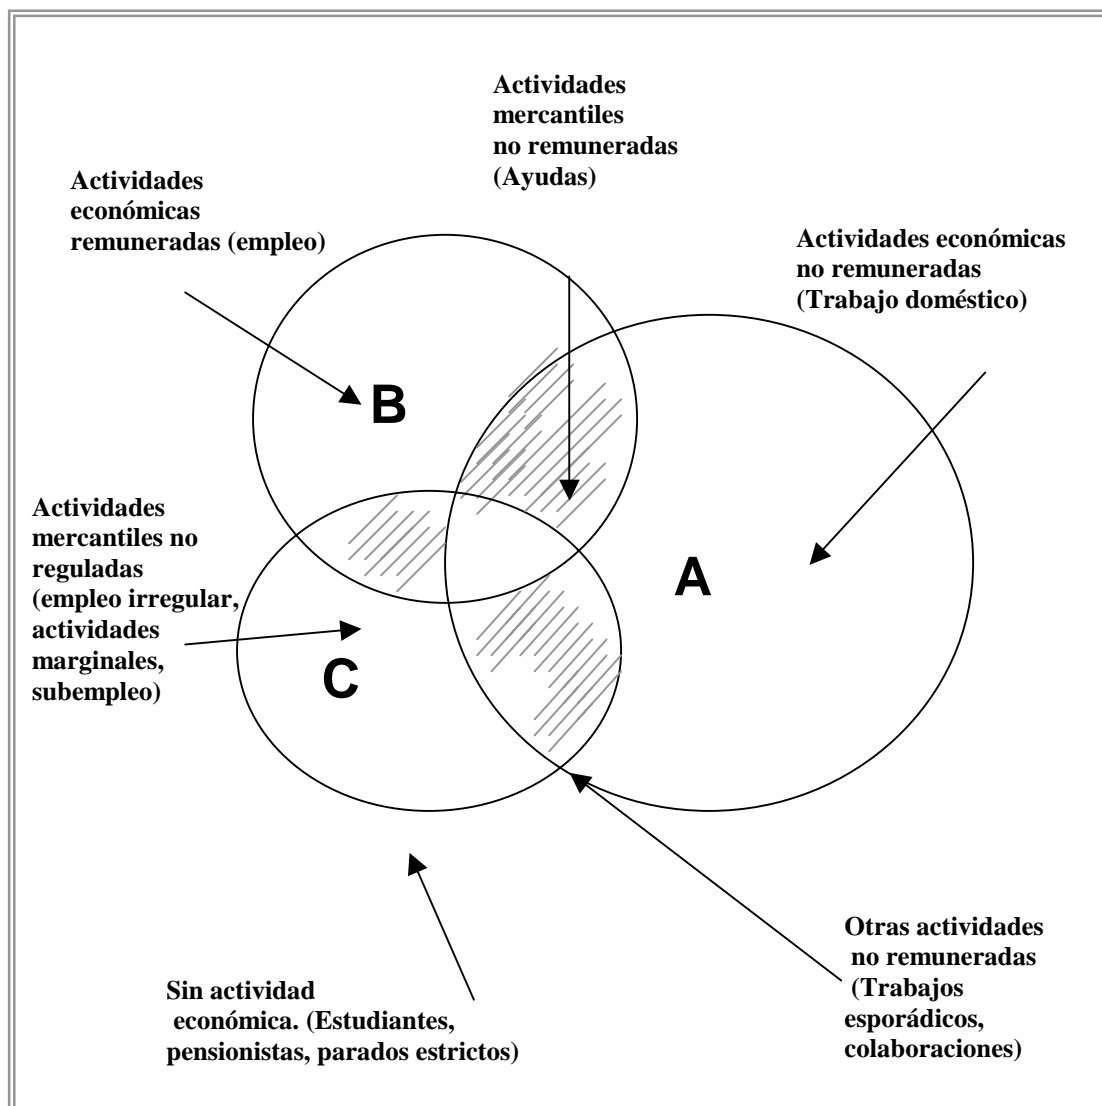 Actividades
mercantiles
no remuneradas
(Ayudas)
Actividades
económicas
remuneradas (empleo)
Actividades económicas
no remuneradas
(Trabajo doméstico)
B
Actividades
mercantiles no
reguladas
(empleo irregular,
actividades
marginales,
subempleo)
A
C
Otras actividades
no remuneradas
(Trabajos
esporádicos,
colaboraciones)
Sin actividad
económica. (Estudiantes,
pensionistas, parados estrictos)